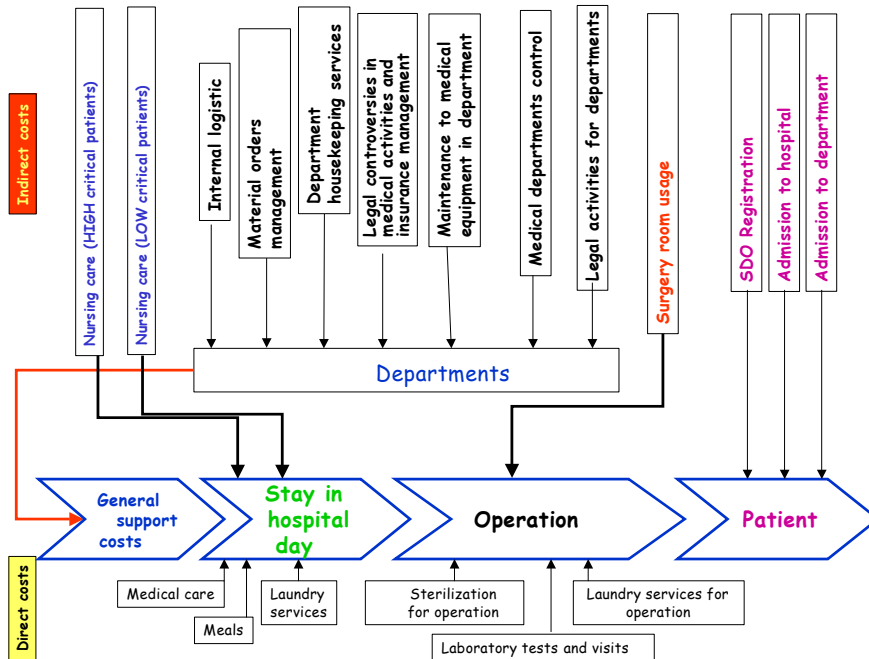 Indirect costs
Nursing care (HIGH critical patients)
Nursing care (LOW critical patients)
Internal logistic
Material orders
management
Department
housekeeping services
Legal controversies in
medical activities and
insurance management
Maintenance to medical
equipment in department
Medical departments control
Legal activities for departments
Surgery room usage
SDO Registration
Admission to hospital
Admission to department
Departments
General
support
costs
Stay in
hospital
day
Operation
Patient
Direct costs
Medical care
Meals
Laundry
services
Sterilization
for operation
Laboratory tests and visits
Laundry services for
operation